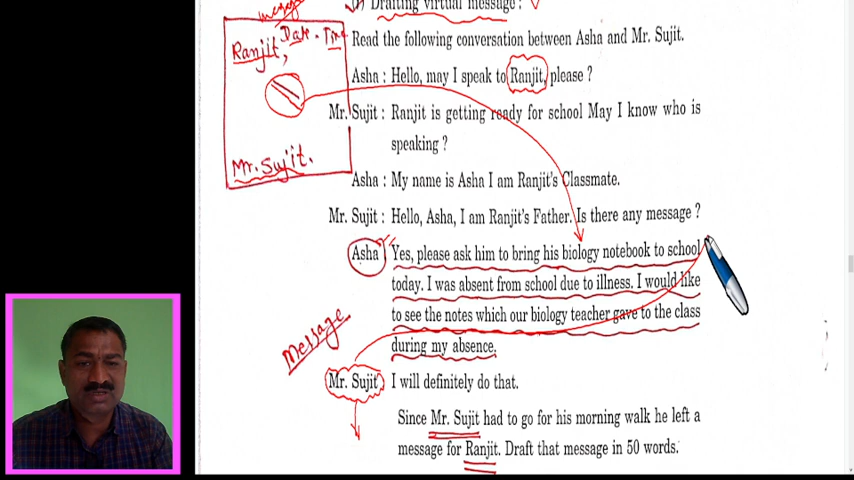 message
(i) Drafting virtual message :
Ranjit, Date. Time
Read the following conversation between Asha and Mr. Sujit.
Asha : Hello, may I speak to Ranjit, please ?
Mr. Sujit : Ranjit is getting ready for school May I know who is
speaking ?
Mr. Sujit.
Asha : My name is Asha I am Ranjit's Classmate.
Mr. Sujit : Hello, Asha, I am Ranjit's Father. Is there any message ?
Asha : Yes, please ask him to bring his biology notebook to school
today. I was absent from school due to illness. I would like
to see the notes which our biology teacher gave to the class
during my absence.
Message
Mr. Sujit : I will definitely do that.
Since Mr. Sujit had to go for his morning walk he left a
message for Ranjit. Draft that message in 50 words.